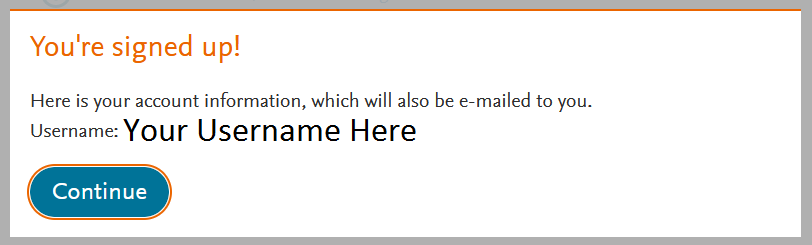 You're signed up!
Here is your account information, which will also be e-mailed to you.
Username: Your Username Here
Continue